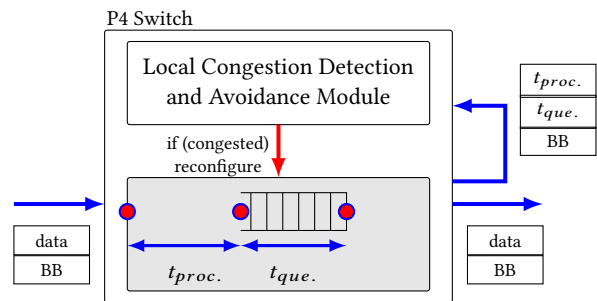 P4 Switch
Local Congestion Detection
and Avoidance Module
if (congested)
reconfigure
t_proc.
t_que.
BB
data
BB
t_proc.
t_que.
data
BB